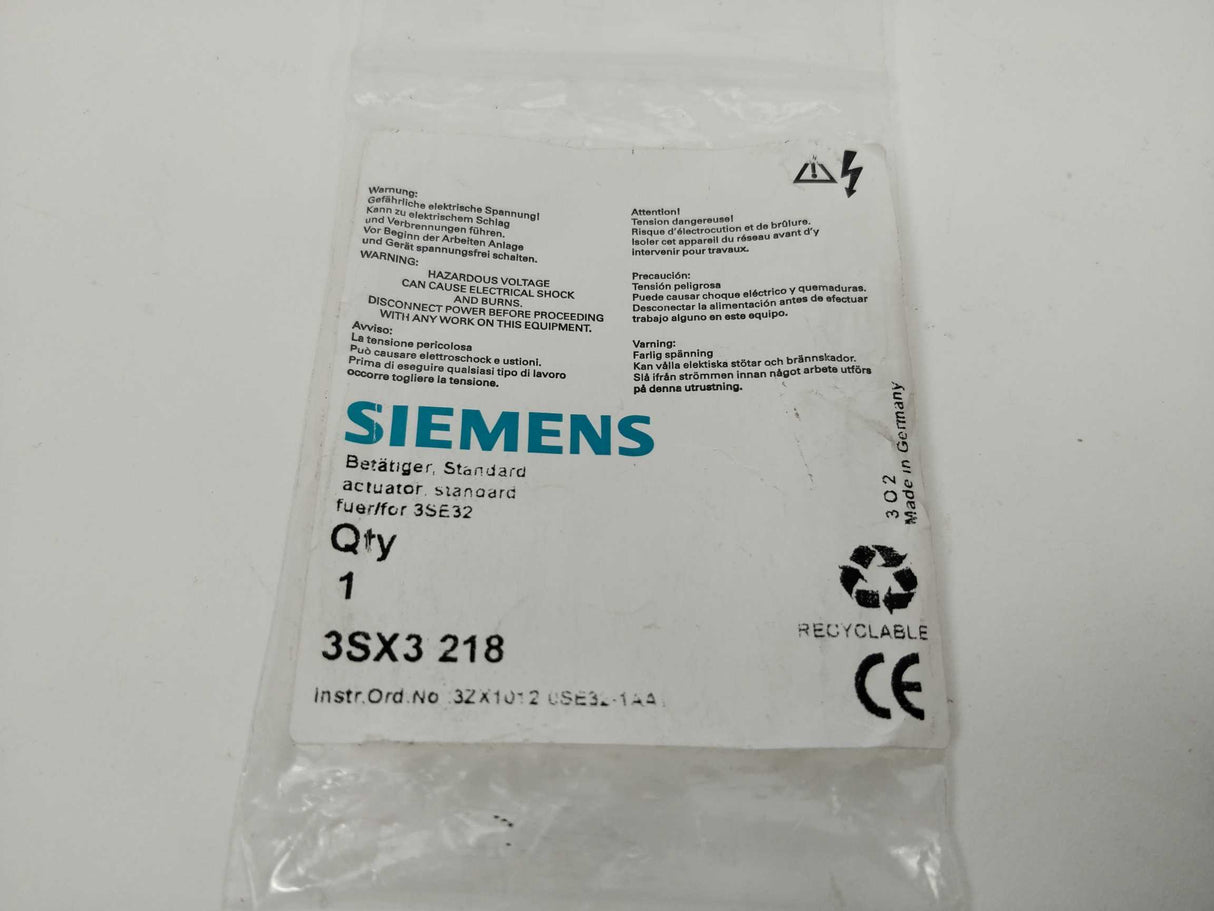 Warnung:
Gefährliche elektrische Spannung!
Kann zu elektrischem Schlag
und Verbrennungen führen.
Vor Beginn der Arbeiten Anlage
und Gerät spannungsfrei schalten.
WARNING:
HAZARDOUS VOLTAGE
CAN CAUSE ELECTRICAL SHOCK
AND BURNS.
DISCONNECT POWER BEFORE PROCEEDING
WITH ANY WORK ON THIS EQUIPMENT.
Avviso:
La tensione pericolosa
Può causare elettroschock e ustioni.
Prima di eseguire qualsiasi tipo di lavoro
occorre togliere la tensione.
Attention!
Tension dangereuse!
Risque d'électrocution et de brûlure.
Isoler cet appareil du réseau avant d'y
intervenir pour travaux.
Precaución:
Tensión peligrosa
Puede causar choque eléctrico y quemaduras.
Desconectar la alimentación antes de efectuar
trabajo alguno en este equipo.
Varning:
Farlig spänning
Kan vålla elektiska stötar och brännskador.
Slå ifrån strömmen innan något arbete utförs
på denna utrustning.
SIEMENS
Betätiger, Standard
actuator, standard
fuer/for 3SE32
Qty
1
3SX3 218
Instr.Ord.No
3 0 2
Made in Germany
RECYCLABLE
CE